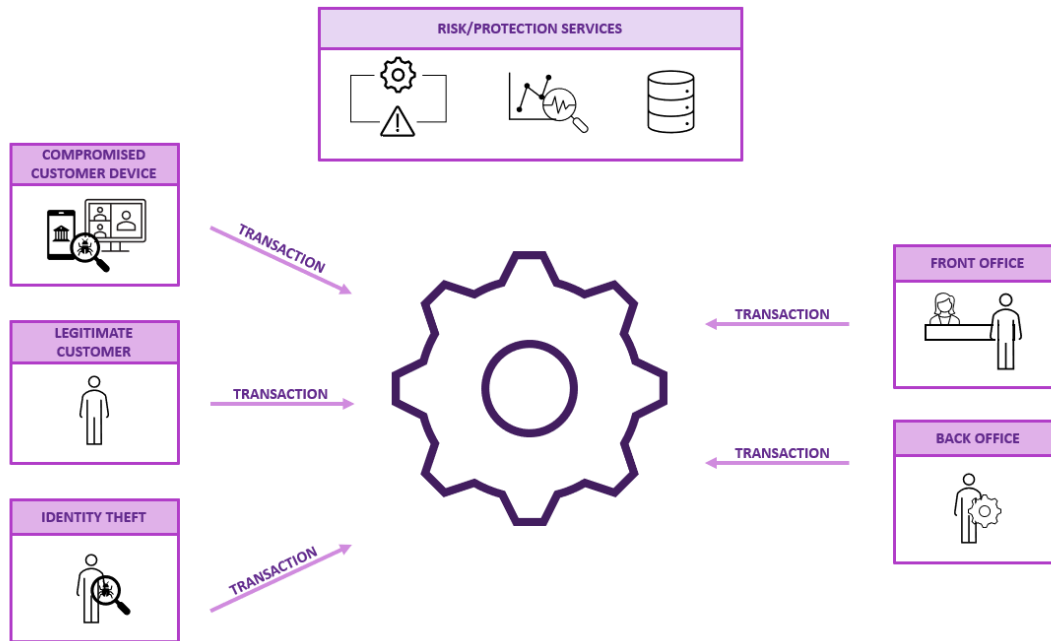 RISK/PROTECTION SERVICES
COMPROMISED
CUSTOMER DEVICE
TRANSACTION
FRONT OFFICE
TRANSACTION
LEGITIMATE
CUSTOMER
TRANSACTION
BACK OFFICE
TRANSACTION
IDENTITY THEFT
TRANSACTION